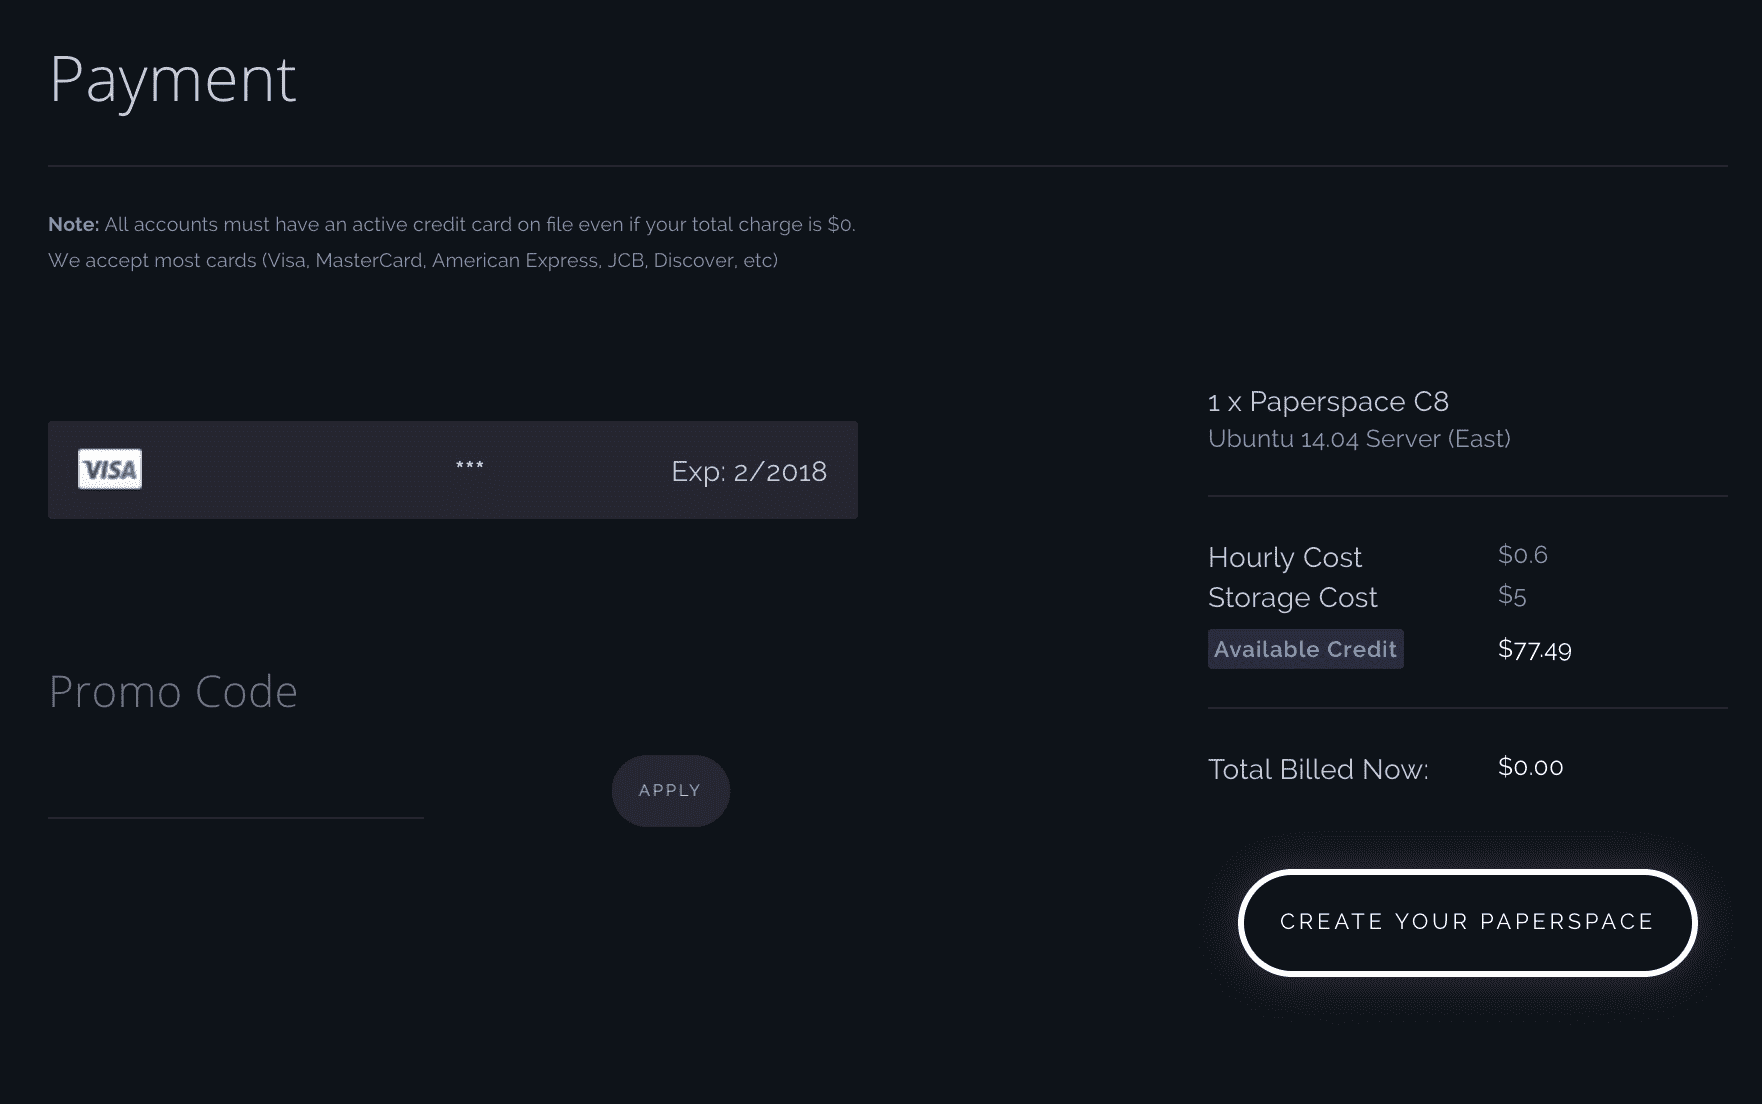 Payment
Note: All accounts must have an active credit card on file even if your total charge is $0.
We accept most cards (Visa, MasterCard, American Express, JCB, Discover, etc)
VISA *** Exp: 2/2018
Promo Code
APPLY
1 x Paperspace C8
Ubuntu 14.04 Server (East)
Hourly Cost $0.6
Storage Cost $5
Available Credit $77.49
Total Billed Now: $0.00
CREATE YOUR PAPERSPACE